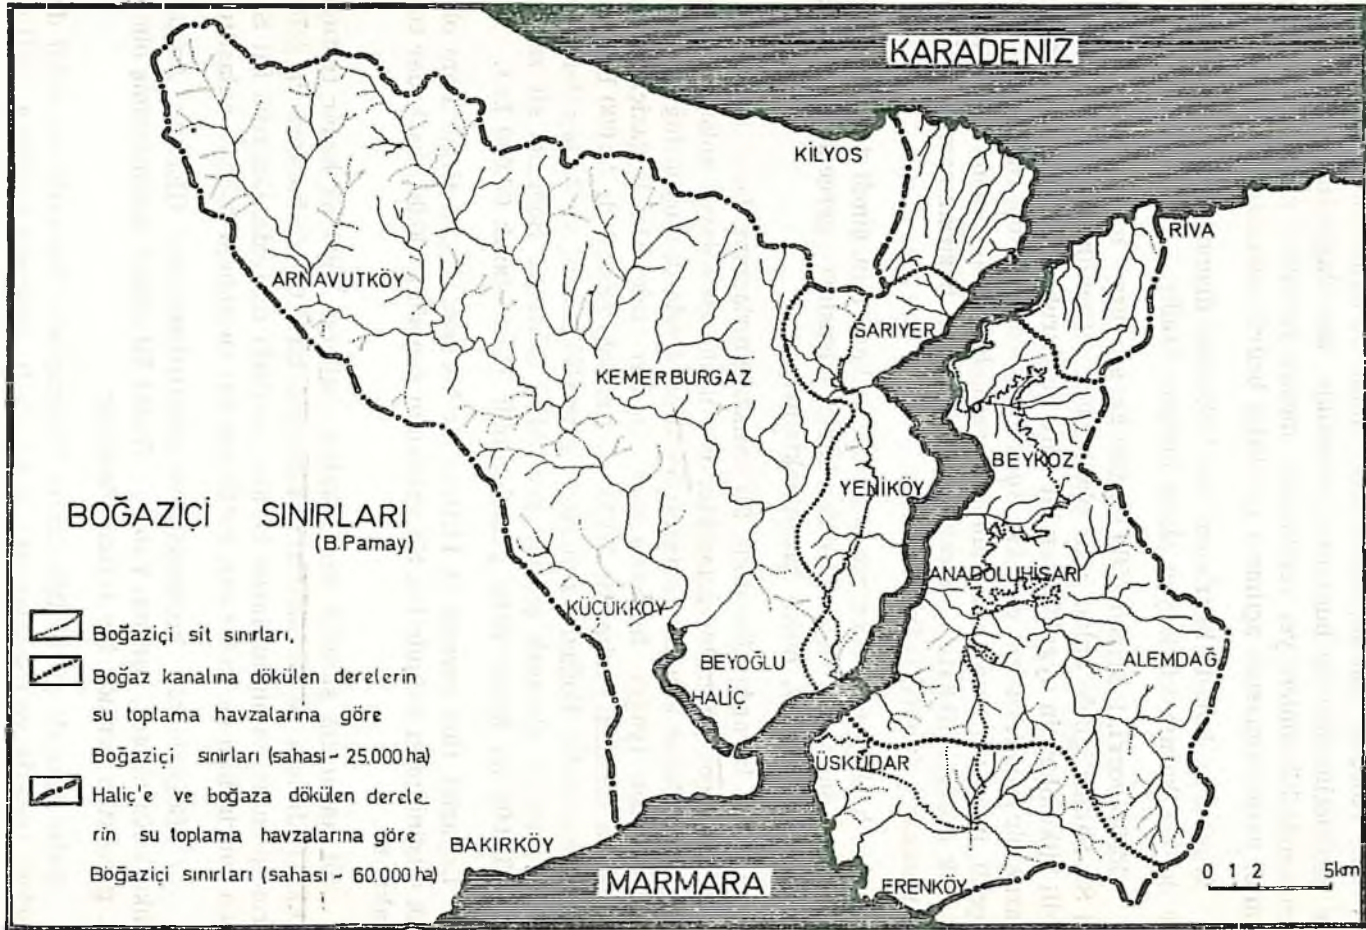 KARADENIZ
KİLYOS
RİVA
ARNAVUTKÖY
SARIYER
KEMERBURGAZ
BEYKOZ
YENİKÖY
BOĞAZİÇİ SINIRLARI
(B.Pamay)
ANADOLUHİSARI
KÜÇÜKKÖY
Boğaziçi sit sınırları.
BEYOĞLU
ALEMDAĞ
HALİÇ
Boğaz kanalına dökülen derelerin
su toplama havzalarına göre
Boğaziçi sınırları (sahası ~ 25.000 ha)
ÜSKÜDAR
Haliç'e ve boğaza dökülen derele_
rin su toplama havzalarına göre
Boğaziçi sınırları (sahası ~ 60.000 ha)
BAKIRKÖY
MARMARA
ERENKÖY
0 1 2 5km